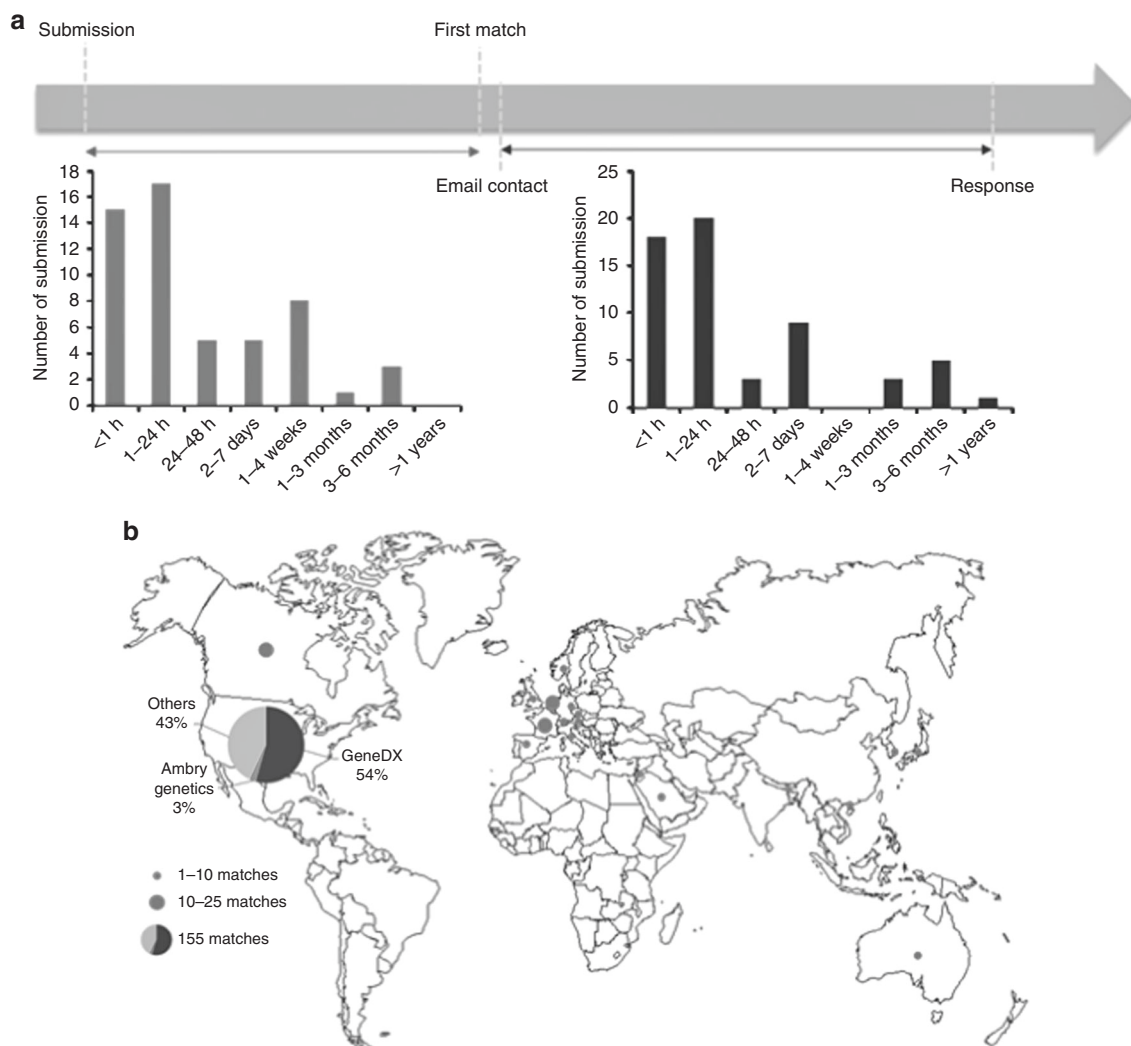 a
Submission
First match
Email contact
Response
Number of submission
18
16
14
12
10
8
6
4
2
0
<1 h
1–24 h
24–48 h
2–7 days
1–4 weeks
1–3 months
3–6 months
>1 years
Number of submission
25
20
15
10
5
0
<1 h
1–24 h
24–48 h
2–7 days
1–4 weeks
1–3 months
3–6 months
>1 years
b
Others
43%
GeneDX
54%
Ambry
genetics
3%
1–10 matches
10–25 matches
155 matches